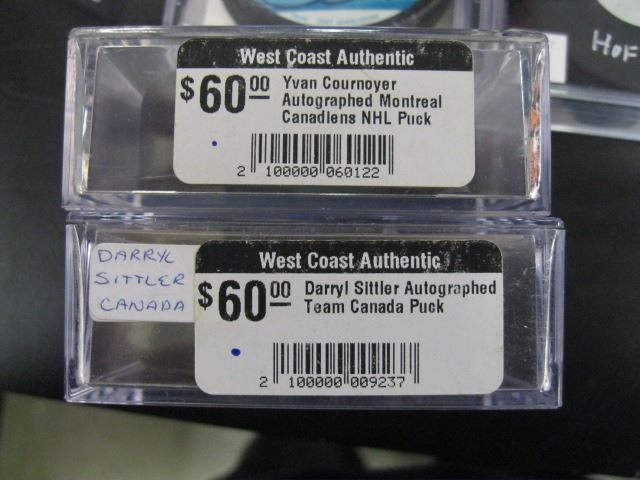 HOF
West Coast Authentic
$60.00 Yvan Cournoyer
Autographed Montreal
Canadiens NHL Puck
2 100000 060122
DARRYL
SITTLER
CANADA
West Coast Authentic
$60.00 Darryl Sittler Autographed
Team Canada Puck
2 100000 009237